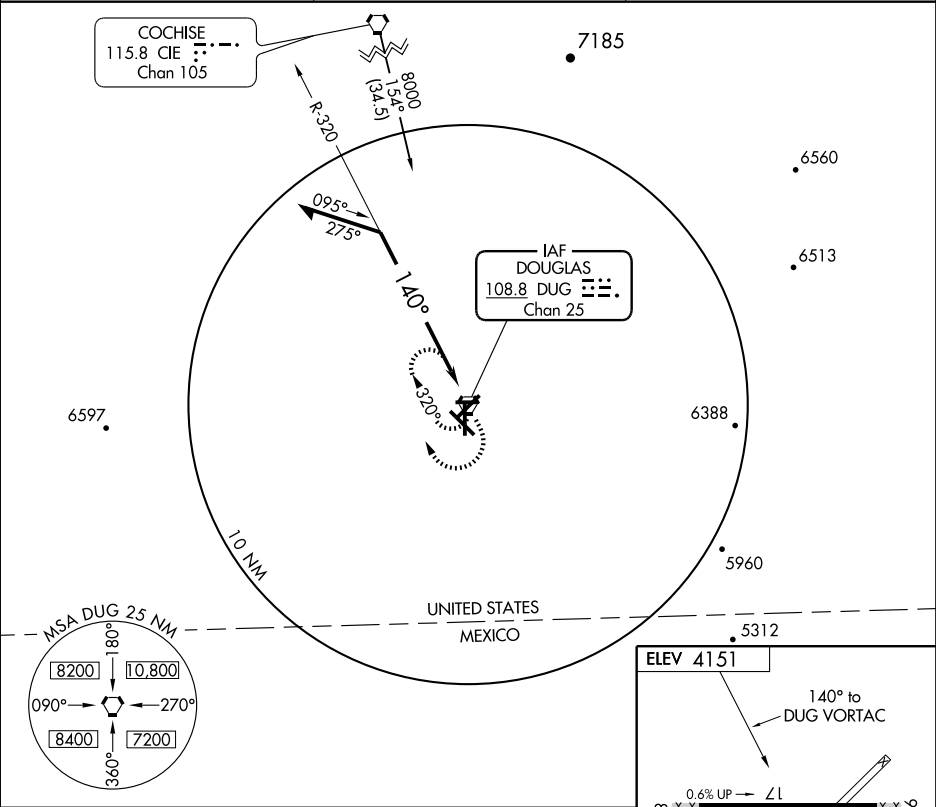 COCHISE
115.8 CIE
Chan 105
7185
8000
154°
(34.5)
R-320
6560
095°
275°
6513
IAF
DOUGLAS
108.8 DUG
Chan 25
140°
320°
6597
6388
10 NM
5960
UNITED STATES
MEXICO
5312
MSA DUG 25 NM
180°
8200
10,800
090°
270°
8400
7200
360°
ELEV 4151
140° to
DUG VORTAC
0.6% UP
17